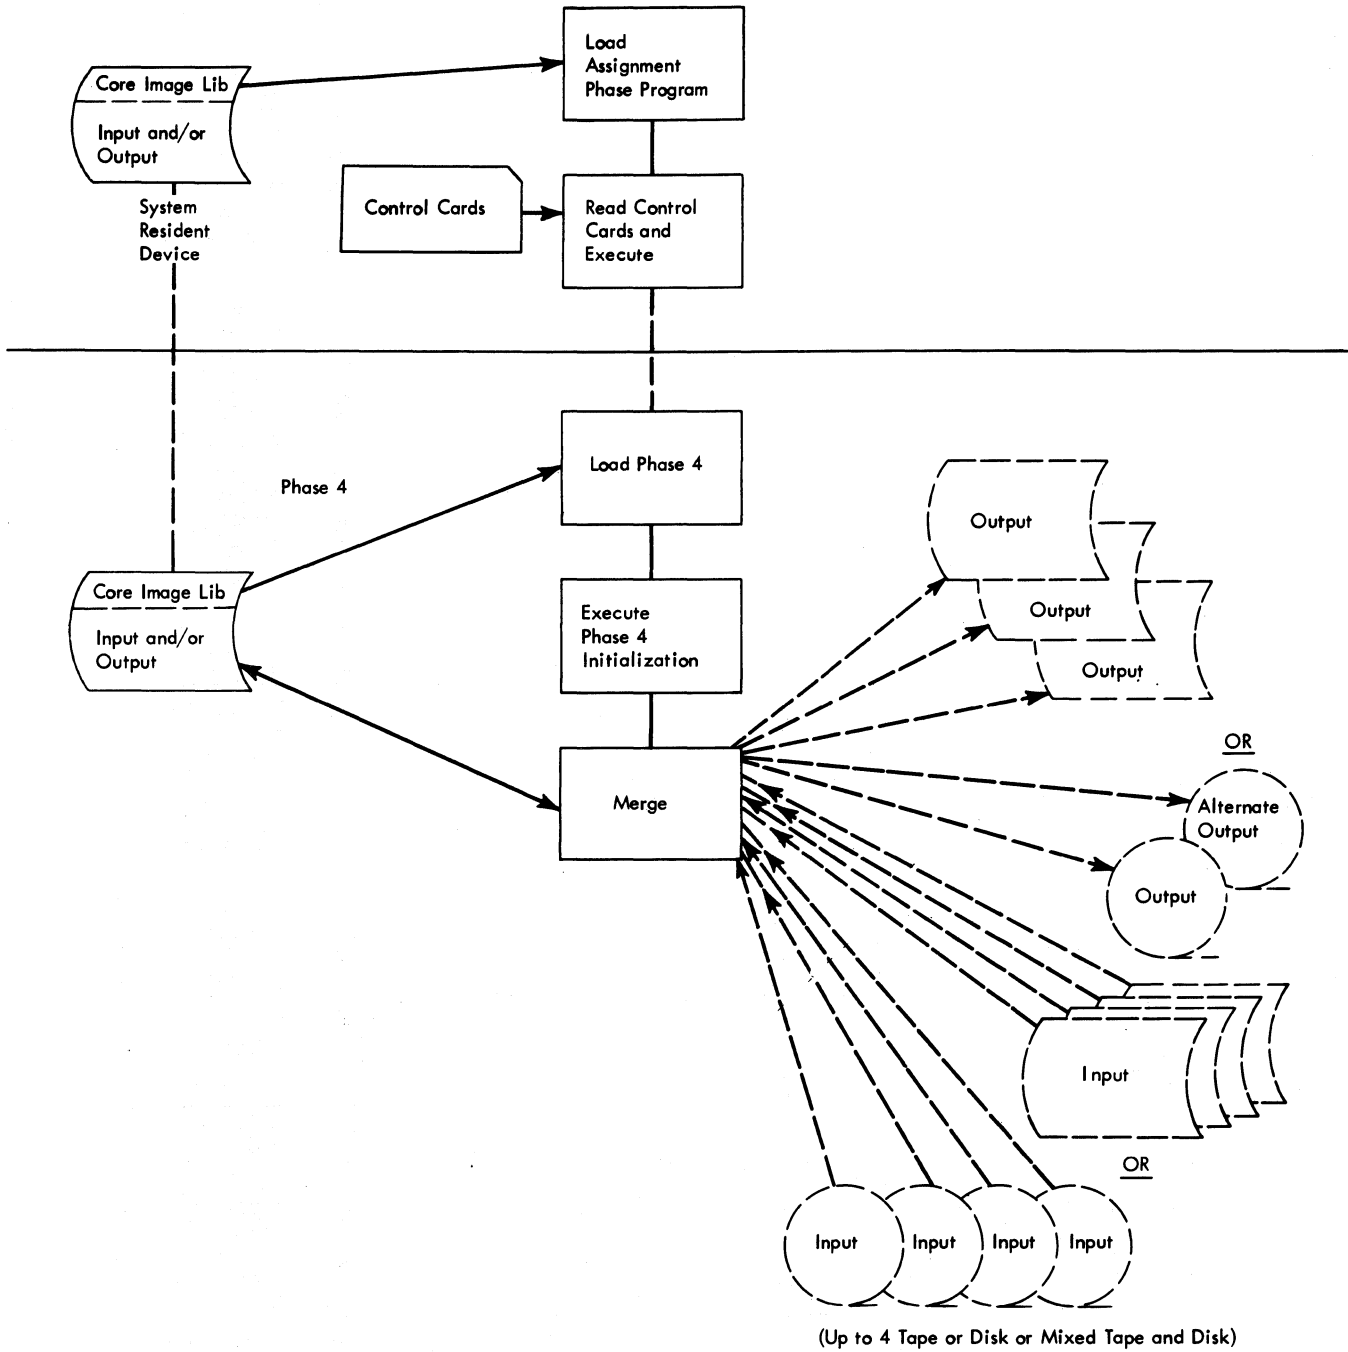 Load
Assignment
Phase Program
Core Image Lib
Input and/or
Output
System
Resident
Device
Control Cards
Read Control
Cards and
Execute
Phase 4
Load Phase 4
Core Image Lib
Input and/or
Output
Execute
Phase 4
Initialization
Merge
Output
Output
Output
OR
Alternate
Output
Output
Input
OR
Input
Input
Input
Input
(Up to 4 Tape or Disk or Mixed Tape and Disk)